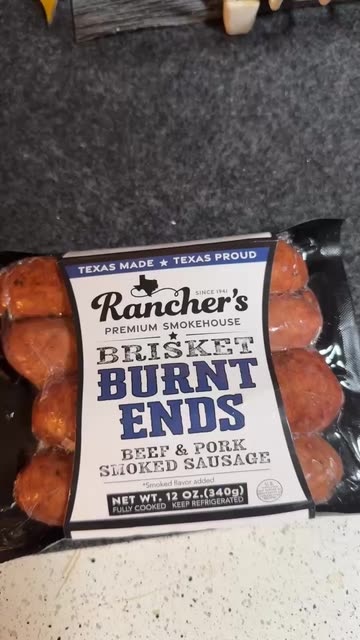 TEXAS MADE ★ TEXAS PROUD
SINCE 1941
Rancher's
PREMIUM SMOKEHOUSE
BRISKET
BURNT
ENDS
BEEF & PORK
SMOKED SAUSAGE
*Smoked flavor added
NET WT. 12 OZ.(340g)
FULLY COOKED KEEP REFRIGERATED